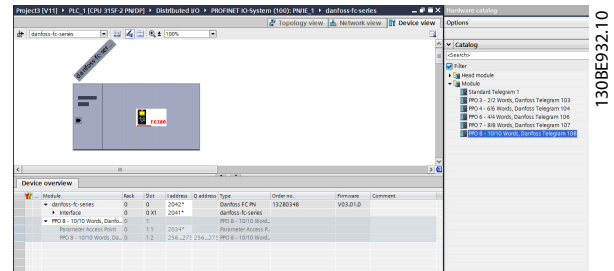 Project3 [V11] ▸ PLC_1 [CPU 315F-2 PN/DP] ▸ Distributed I/O ▸ PROFINET IO-System (100): PN/IE_1 ▸ danfoss-fc-series
Hardware catalog
Topology view Network view Device view
Options
danfoss-fc-series 100%
Catalog
<Search>
Filter
Head module
Module
Standard Telegram 1
PPO 3 - 2/2 Words, Danfoss Telegram 103
PPO 4 - 6/6 Words, Danfoss Telegram 104
PPO 6 - 4/4 Words, Danfoss Telegram 106
PPO 7 - 8/8 Words, Danfoss Telegram 107
PPO 8 - 10/10 Words, Danfoss Telegram 108
130BE932.10
danfoss-fc-ser...
FC300
Device overview
Module Rack Slot I address Q address Type Order no. Firmware Comment
danfoss-fc-series 0 0 2042* Danfoss FC PN 132B0348 V03.01.0
Interface 0 0 X1 2041* danfoss-fc-series
PPO 8 - 10/10 Words, Danfo... 0 1 PPO 8 - 10/10 Word...
Parameter Access Point 0 1 1 2034* Parameter Access P...
PPO 8 - 10/10 Words, Da... 0 1 2 256...275 256...275 PPO 8 - 10/10 Word...